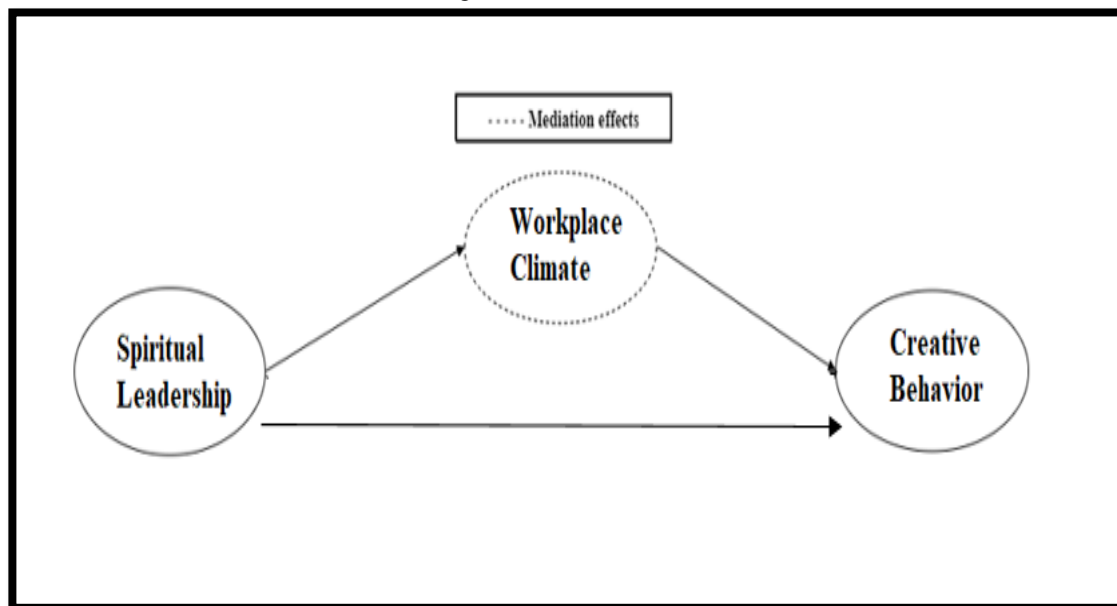 ····· Mediation effects
Workplace
Climate
Spiritual
Leadership
Creative
Behavior